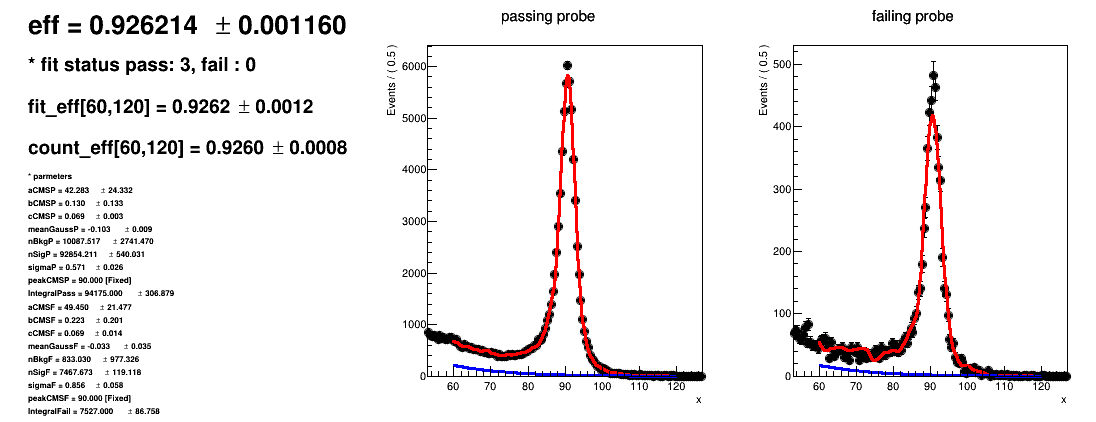 eff = 0.926214 ± 0.001160
* fit status pass: 3, fail : 0
fit_eff[60,120] = 0.9262 ± 0.0012
count_eff[60,120] = 0.9260 ± 0.0008
* parmeters
aCMSP = 42.283 ± 24.332
bCMSP = 0.130 ± 0.133
cCMSP = 0.069 ± 0.003
meanGaussP = -0.103 ± 0.009
nBkgP = 10087.517 ± 2741.470
nSigP = 92854.211 ± 540.031
sigmaP = 0.571 ± 0.026
peakCMSP = 90.000 [Fixed]
IntegralPass = 94175.000 ± 306.879
aCMSF = 49.450 ± 21.477
bCMSF = 0.223 ± 0.201
cCMSF = 0.069 ± 0.014
meanGaussF = -0.033 ± 0.035
nBkgF = 833.030 ± 977.326
nSigF = 7467.673 ± 119.118
sigmaF = 0.856 ± 0.058
peakCMSF = 90.000 [Fixed]
IntegralFail = 7527.000 ± 86.758
passing probe
Events / ( 0.5 )
6000
5000
4000
3000
2000
1000
0
60 70 80 90 100 110 120
x
failing probe
Events / ( 0.5 )
500
400
300
200
100
0
60 70 80 90 100 110 120
x